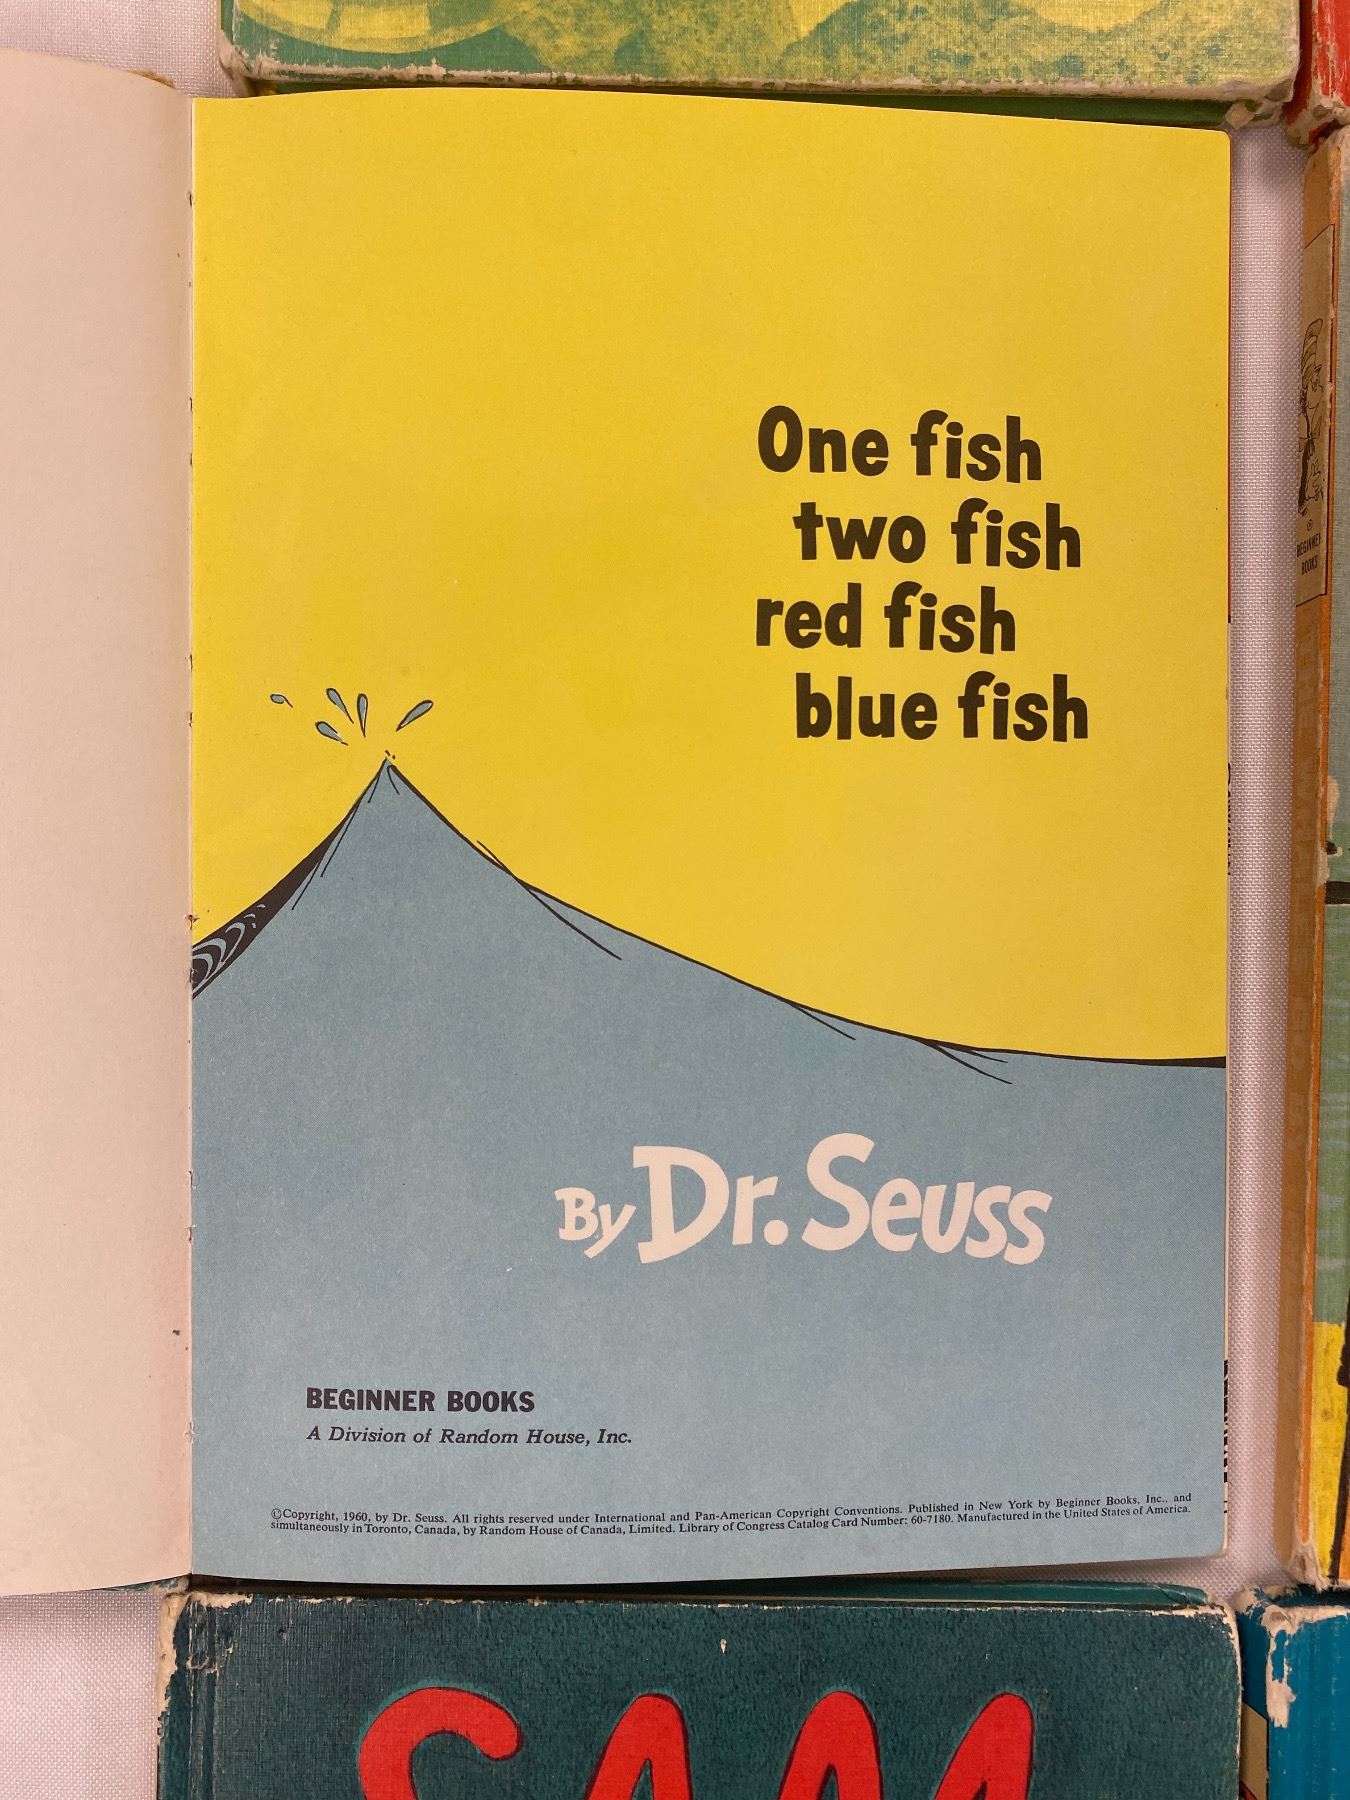 One fish
two fish
red fish
blue fish
By Dr. Seuss
BEGINNER BOOKS
A Division of Random House, Inc.
©Copyright, 1960, by Dr. Seuss. All rights reserved under International and Pan-American Copyright Conventions. Published in New York by Beginner Books, Inc., and
simultaneously in Toronto, Canada, by Random House of Canada, Limited. Library of Congress Catalog Card Number: 60-7180. Manufactured in the United States of America.
BEGINNER
BOOKS
SAM